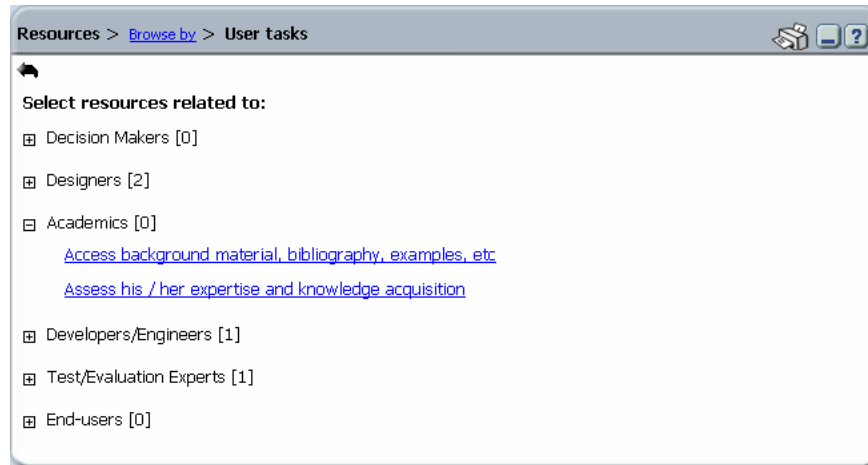 Resources > Browse by > User tasks
?
Select resources related to:
Decision Makers [0]
Designers [2]
Academics [0]
Access background material, bibliography, examples, etc
Assess his / her expertise and knowledge acquisition
Developers/Engineers [1]
Test/Evaluation Experts [1]
End-users [0]